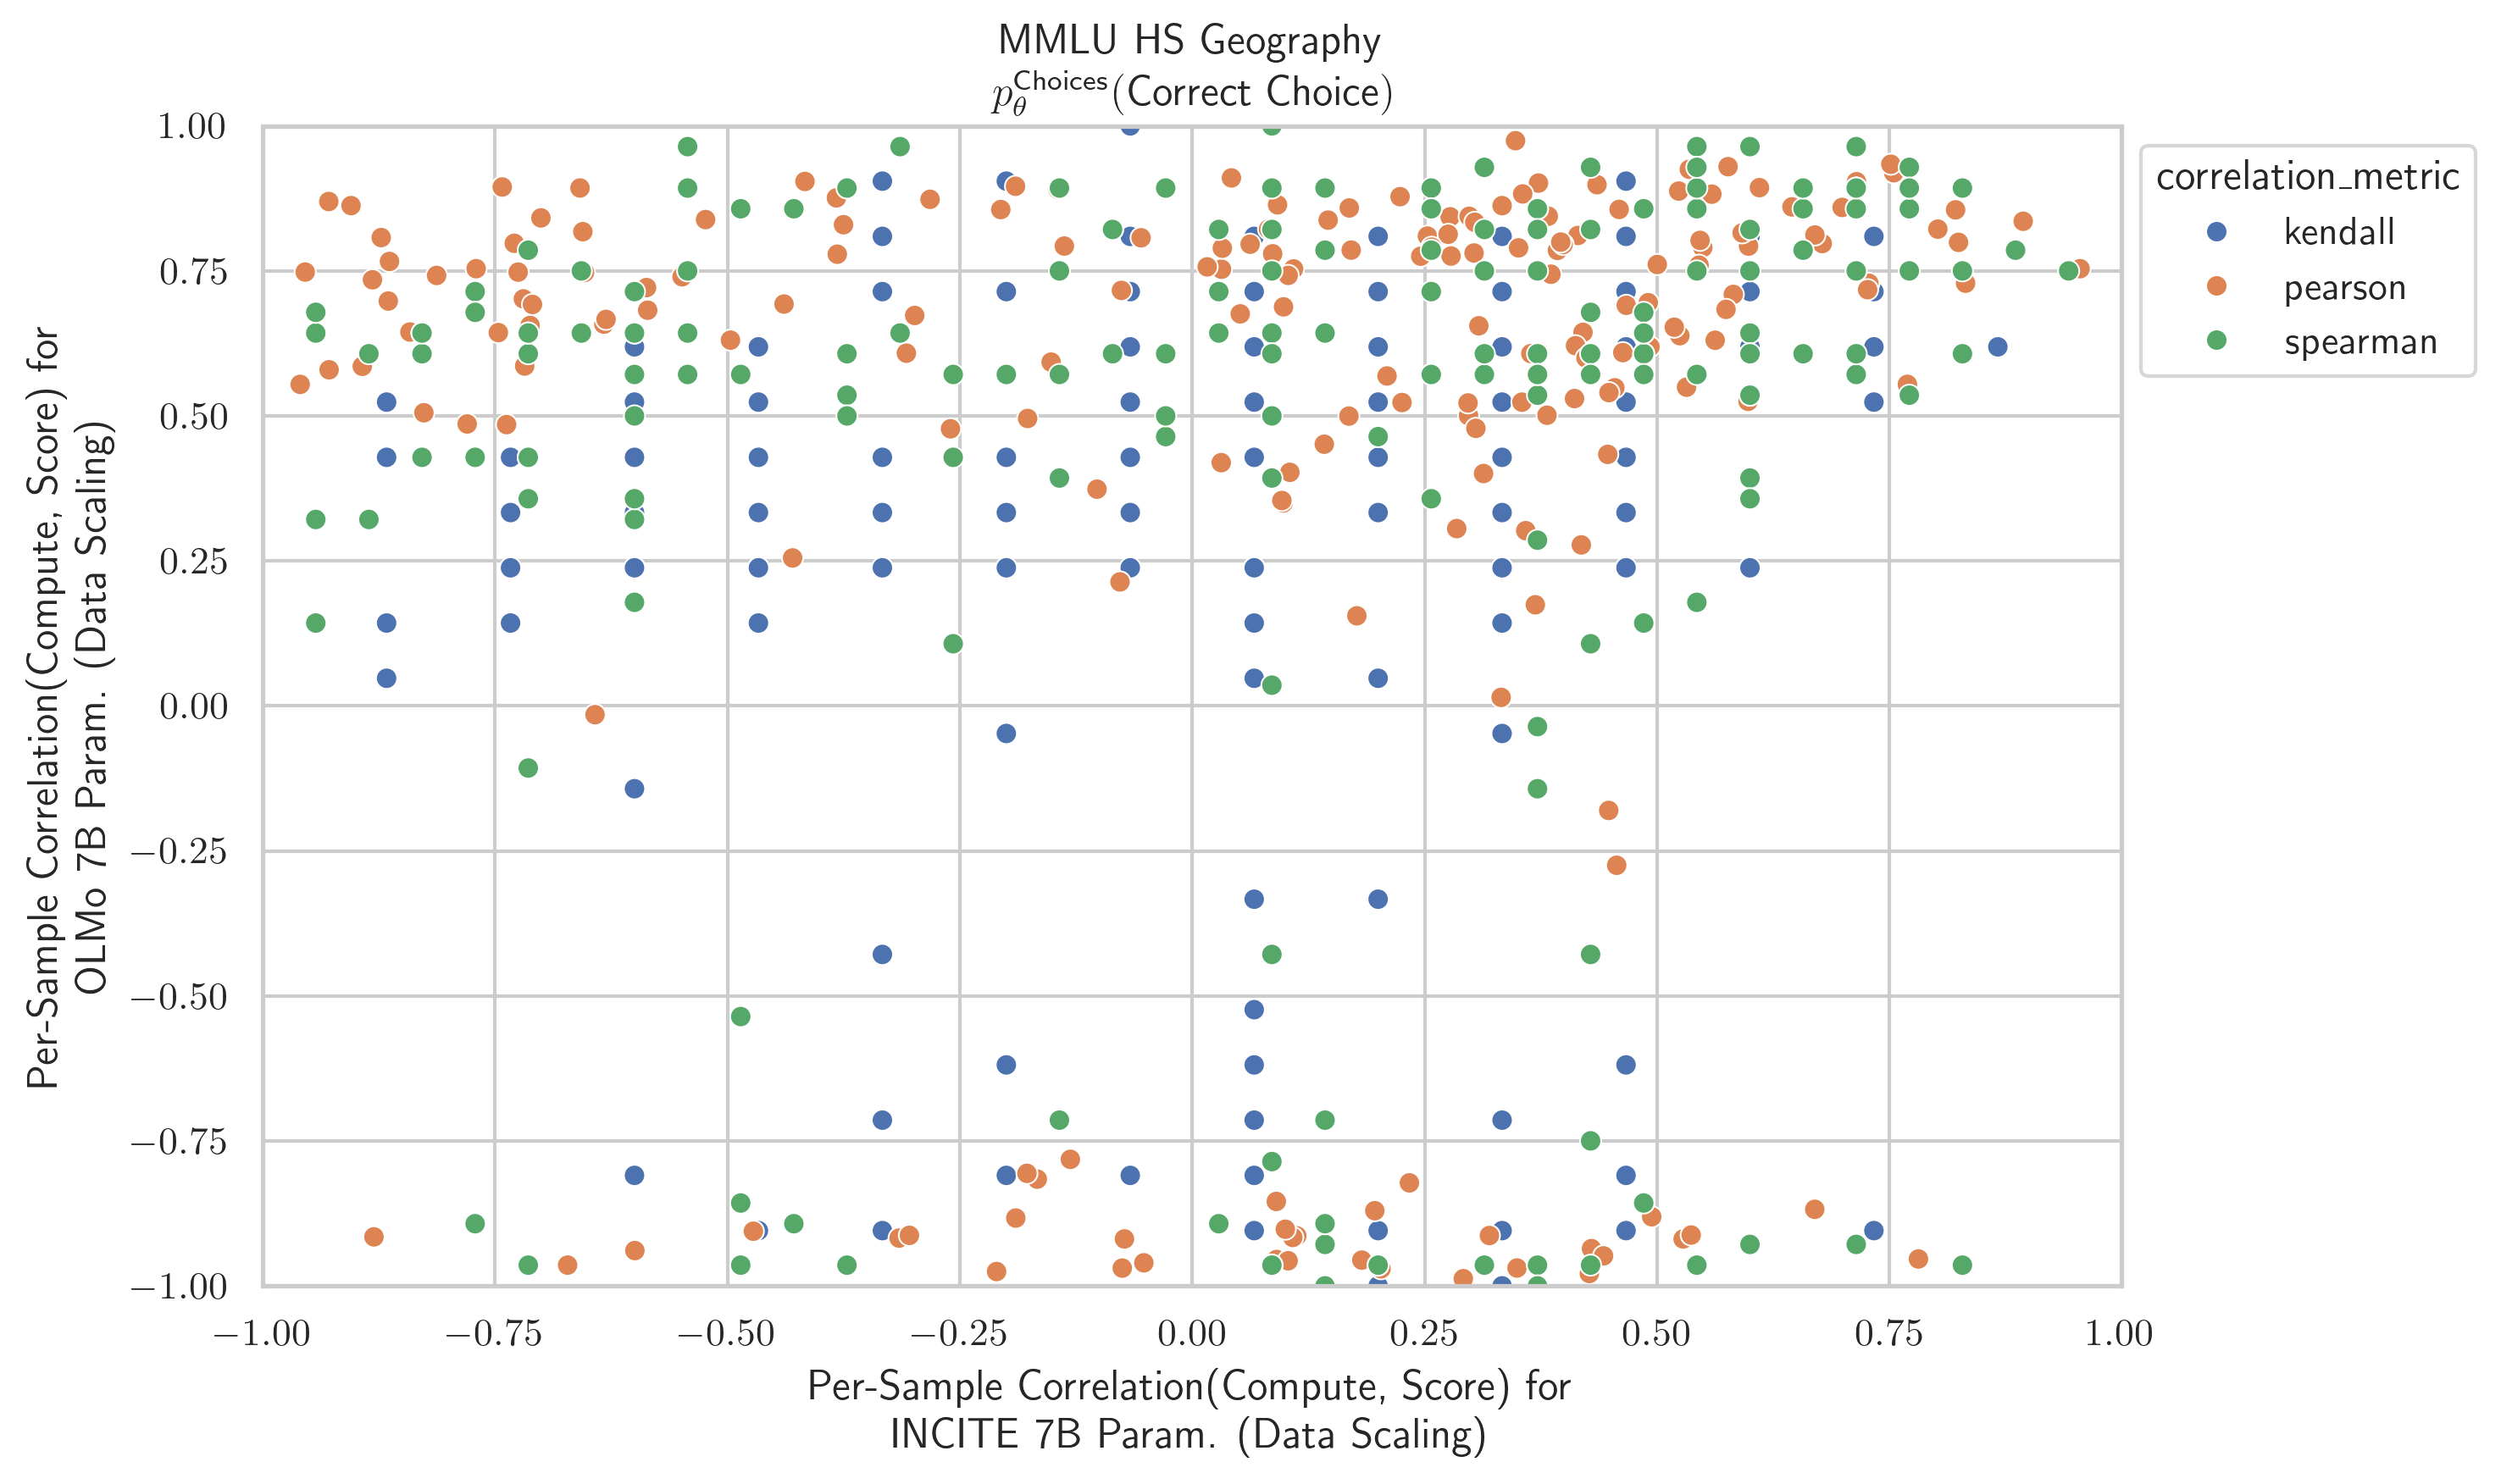 MMLU HS Geography
p_θ^Choices(Correct Choice)
Per-Sample Correlation(Compute, Score) for
OLMo 7B Param. (Data Scaling)
1.00
0.75
0.50
0.25
0.00
−0.25
−0.50
−0.75
−1.00
−1.00 −0.75 −0.50 −0.25 0.00 0.25 0.50 0.75 1.00
Per-Sample Correlation(Compute, Score) for
INCITE 7B Param. (Data Scaling)
correlation_metric
kendall
pearson
spearman